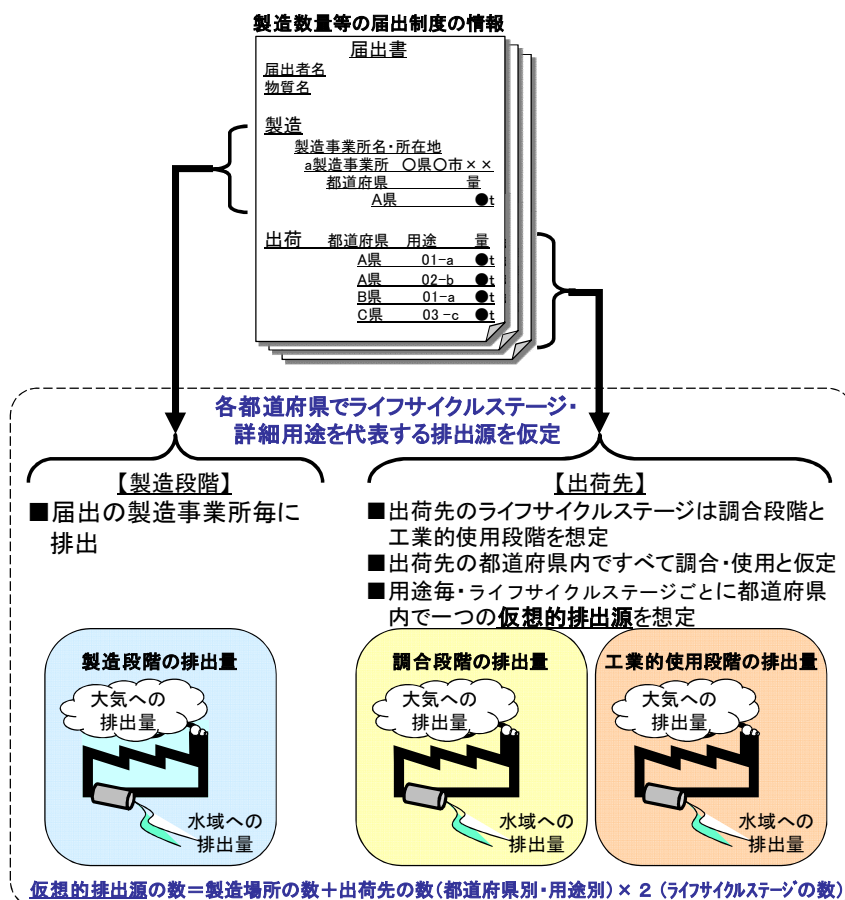 製造数量等の届出制度の情報
届出書
届出者名
物質名
製造
製造事業所名・所在地
a製造事業所 〇県〇市××
都道府県 量
A県 ●t
出荷 都道府県 用途 量
A県 01-a ●t
A県 02-b ●t
B県 01-a ●t
C県 03-c ●t
各都道府県でライフサイクルステージ・
詳細用途を代表する排出源を仮定
【製造段階】
■届出の製造事業所毎に
排出
【出荷先】
■出荷先のライフサイクルステージは調合段階と
工業的使用段階を想定
■出荷先の都道府県内ですべて調合・使用と仮定
■用途毎・ライフサイクルステージごとに都道府県
内で一つの仮想的排出源を想定
製造段階の排出量
大気への
排出量
水域への
排出量
調合段階の排出量
大気への
排出量
水域への
排出量
工業的使用段階の排出量
大気への
排出量
水域への
排出量
仮想的排出源の数=製造場所の数+出荷先の数(都道府県別・用途別)×2(ライフサイクルステージの数)